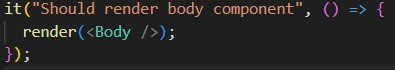 it("Should render body component", () => {
  render(<Body />);
});